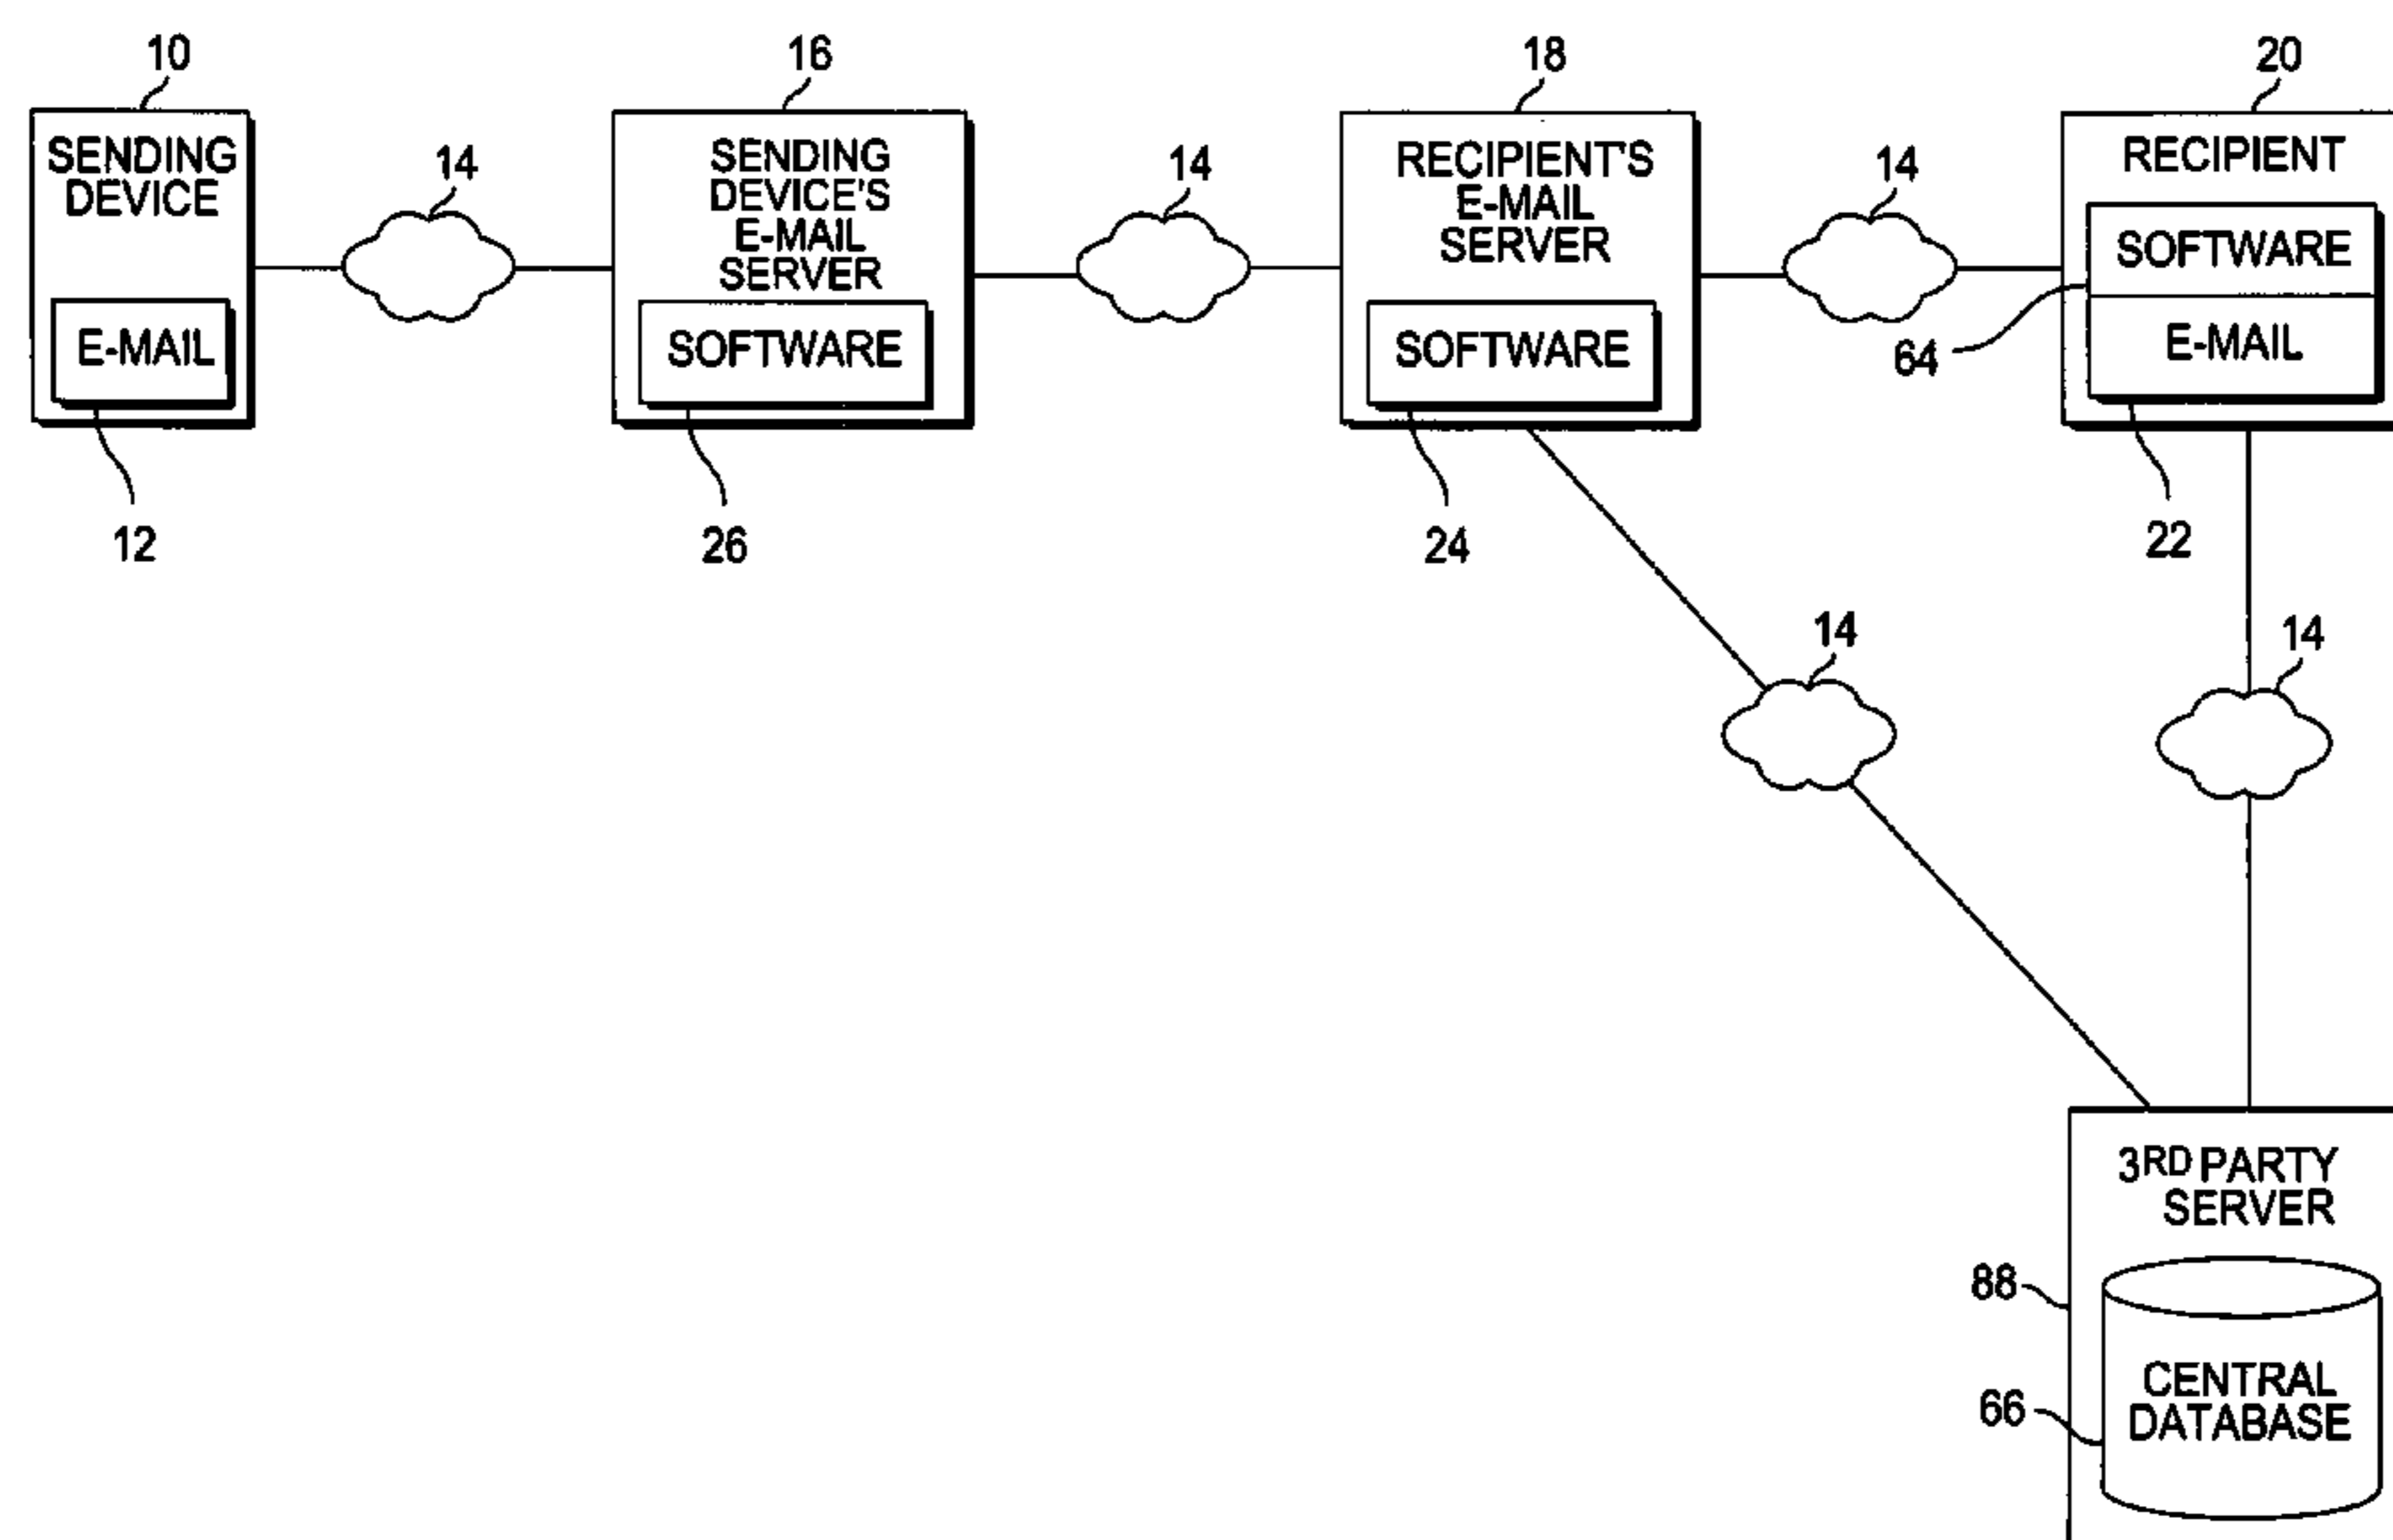 10
16
18
20
SENDING
DEVICE
14
SENDING
DEVICE'S
E-MAIL
SERVER
14
RECIPIENT'S
E-MAIL
SERVER
14
RECIPIENT
SOFTWARE
E-MAIL
E-MAIL
SOFTWARE
SOFTWARE
64
12
26
24
22
14
14
3RD PARTY
SERVER
88
CENTRAL
DATABASE
66